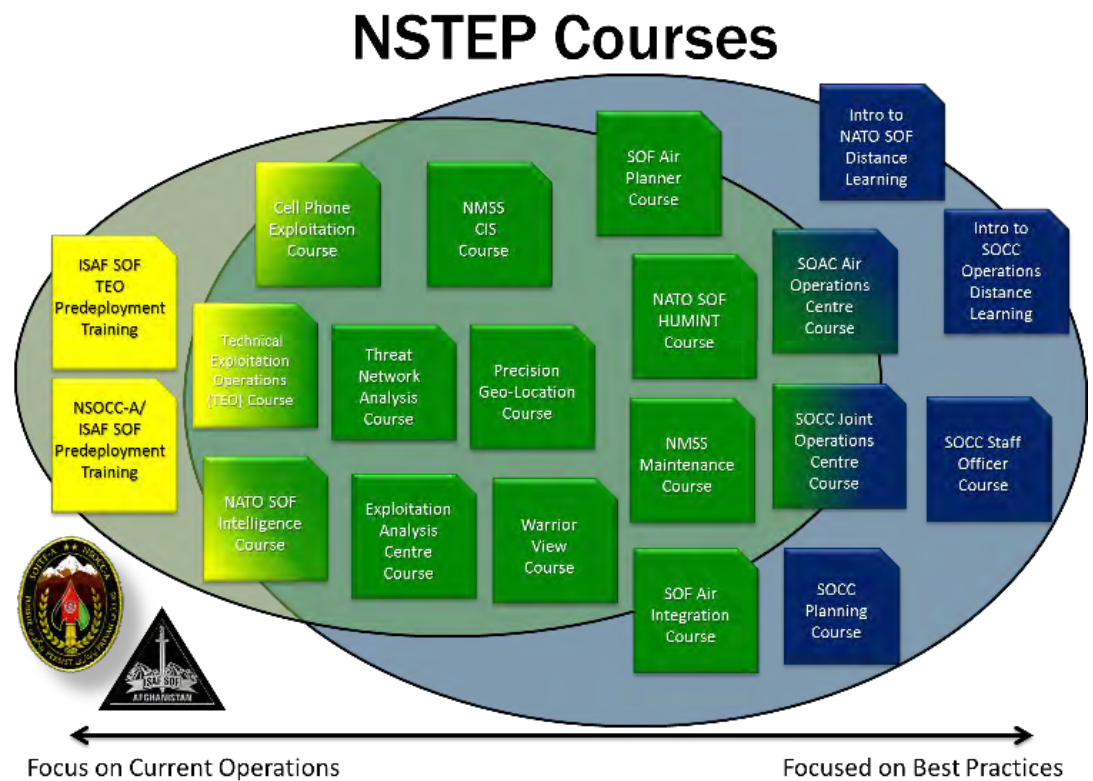 NSTEP Courses
Intro to
NATO SOF
Distance
Learning
SOF Air
Planner
Course
Cell Phone
Exploitation
Course
NMSS
CIS
Course
Intro to
SOCC
Operations
Distance
Learning
ISAF SOF
TEO
Predeployment
Training
SOAC Air
Operations
Centre
Course
NATO SOF
HUMINT
Course
Technical
Exploitation
Operations
(TEO) Course
Threat
Network
Analysis
Course
Precision
Geo-Location
Course
NSOCC-A/
ISAF SOF
Predeployment
Training
NMSS
Maintenance
Course
SOCC Joint
Operations
Centre
Course
SOCC Staff
Officer
Course
NATO SOF
Intelligence
Course
Exploitation
Analysis
Centre
Course
Warrior
View
Course
SOF Air
Integration
Course
SOCC
Planning
Course
NSOCC-A
ISAF SOF
AFGHANISTAN
Focus on Current Operations
Focused on Best Practices